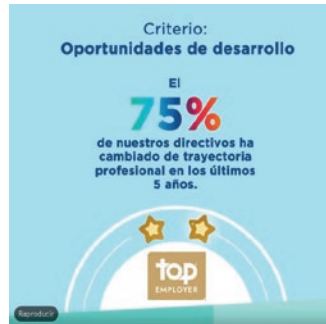 Criterio:
Oportunidades de desarrollo
El
75%
de nuestros directivos ha
cambiado de trayectoria
profesional en los últimos
5 años.
top
EMPLOYER
Reproducir